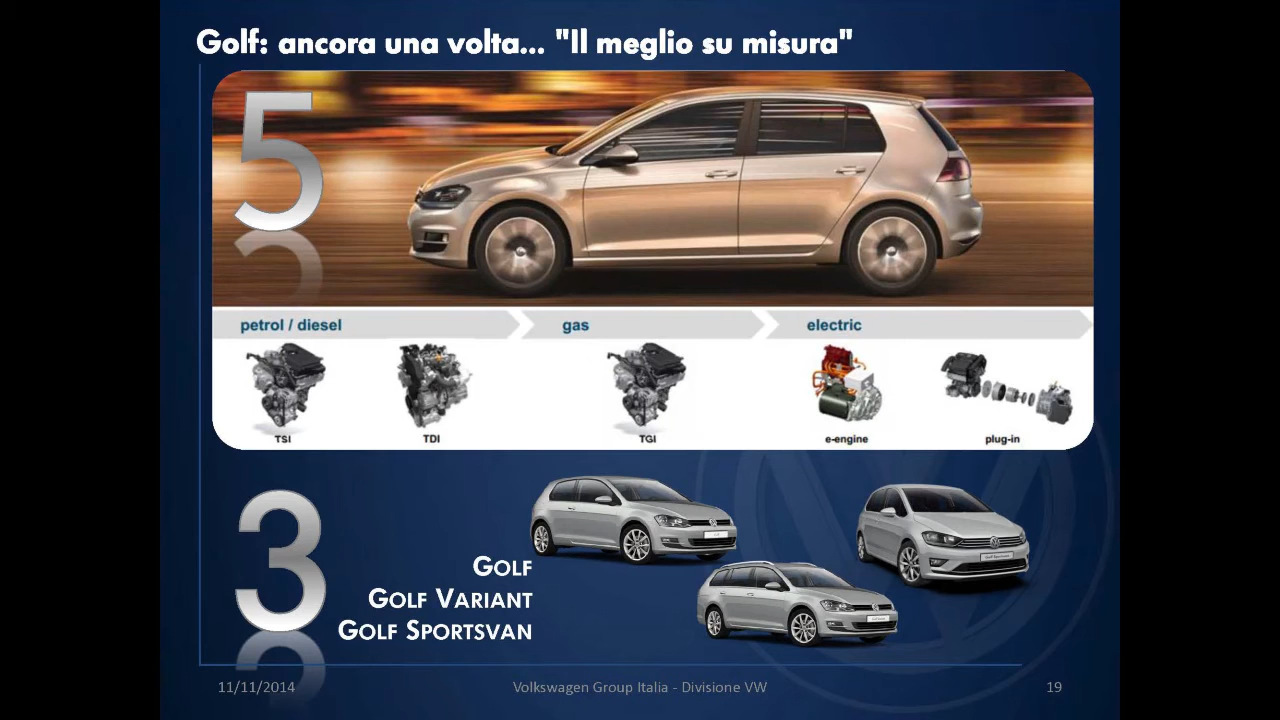 Golf: ancora una volta... "Il meglio su misura"
5
petrol / diesel gas electric
TSI TDI TGI e-engine plug-in
3
GOLF
GOLF VARIANT
GOLF SPORTSVAN
11/11/2014 Volkswagen Group Italia - Divisione VW 19